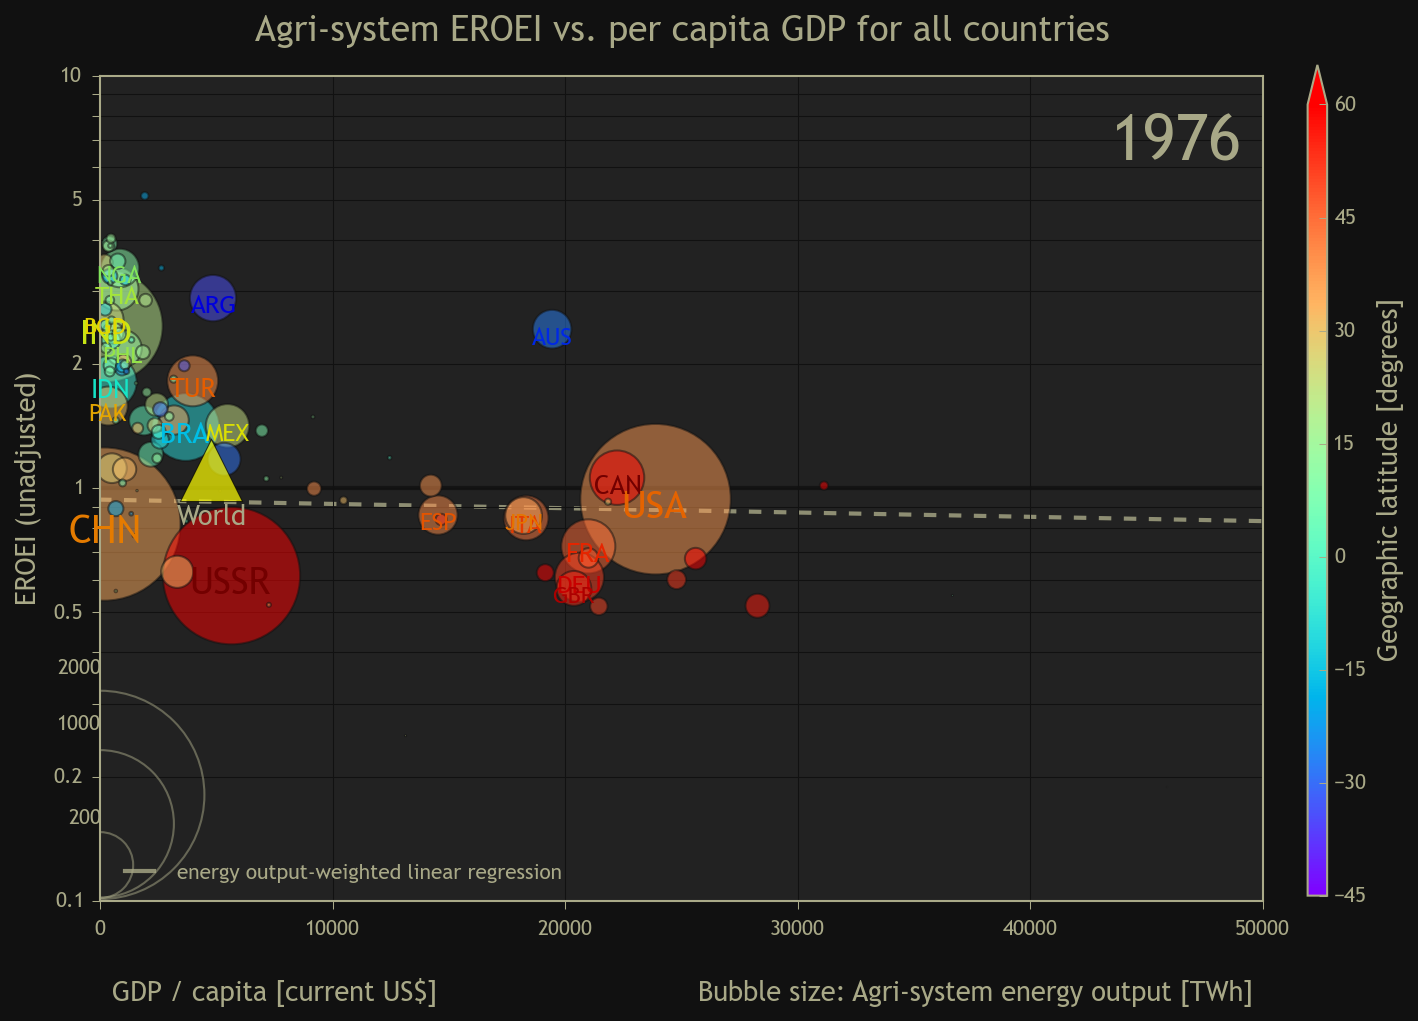 Agri-system EROEI vs. per capita GDP for all countries
1976
EROEI (unadjusted)
10
5
2
1
0.5
0.2
0.1
2000
1000
200
NGA
THA
IND
PHL
IDN
PAK
ARG
AUS
TUR
BRA
MEX
World
CHN
USSR
ESP
ITA
CAN
USA
FRA
DEU
GBR
energy output-weighted linear regression
0
10000
20000
30000
40000
50000
GDP / capita [current US$]
Bubble size: Agri-system energy output [TWh]
60
45
30
15
0
−15
−30
−45
Geographic latitude [degrees]